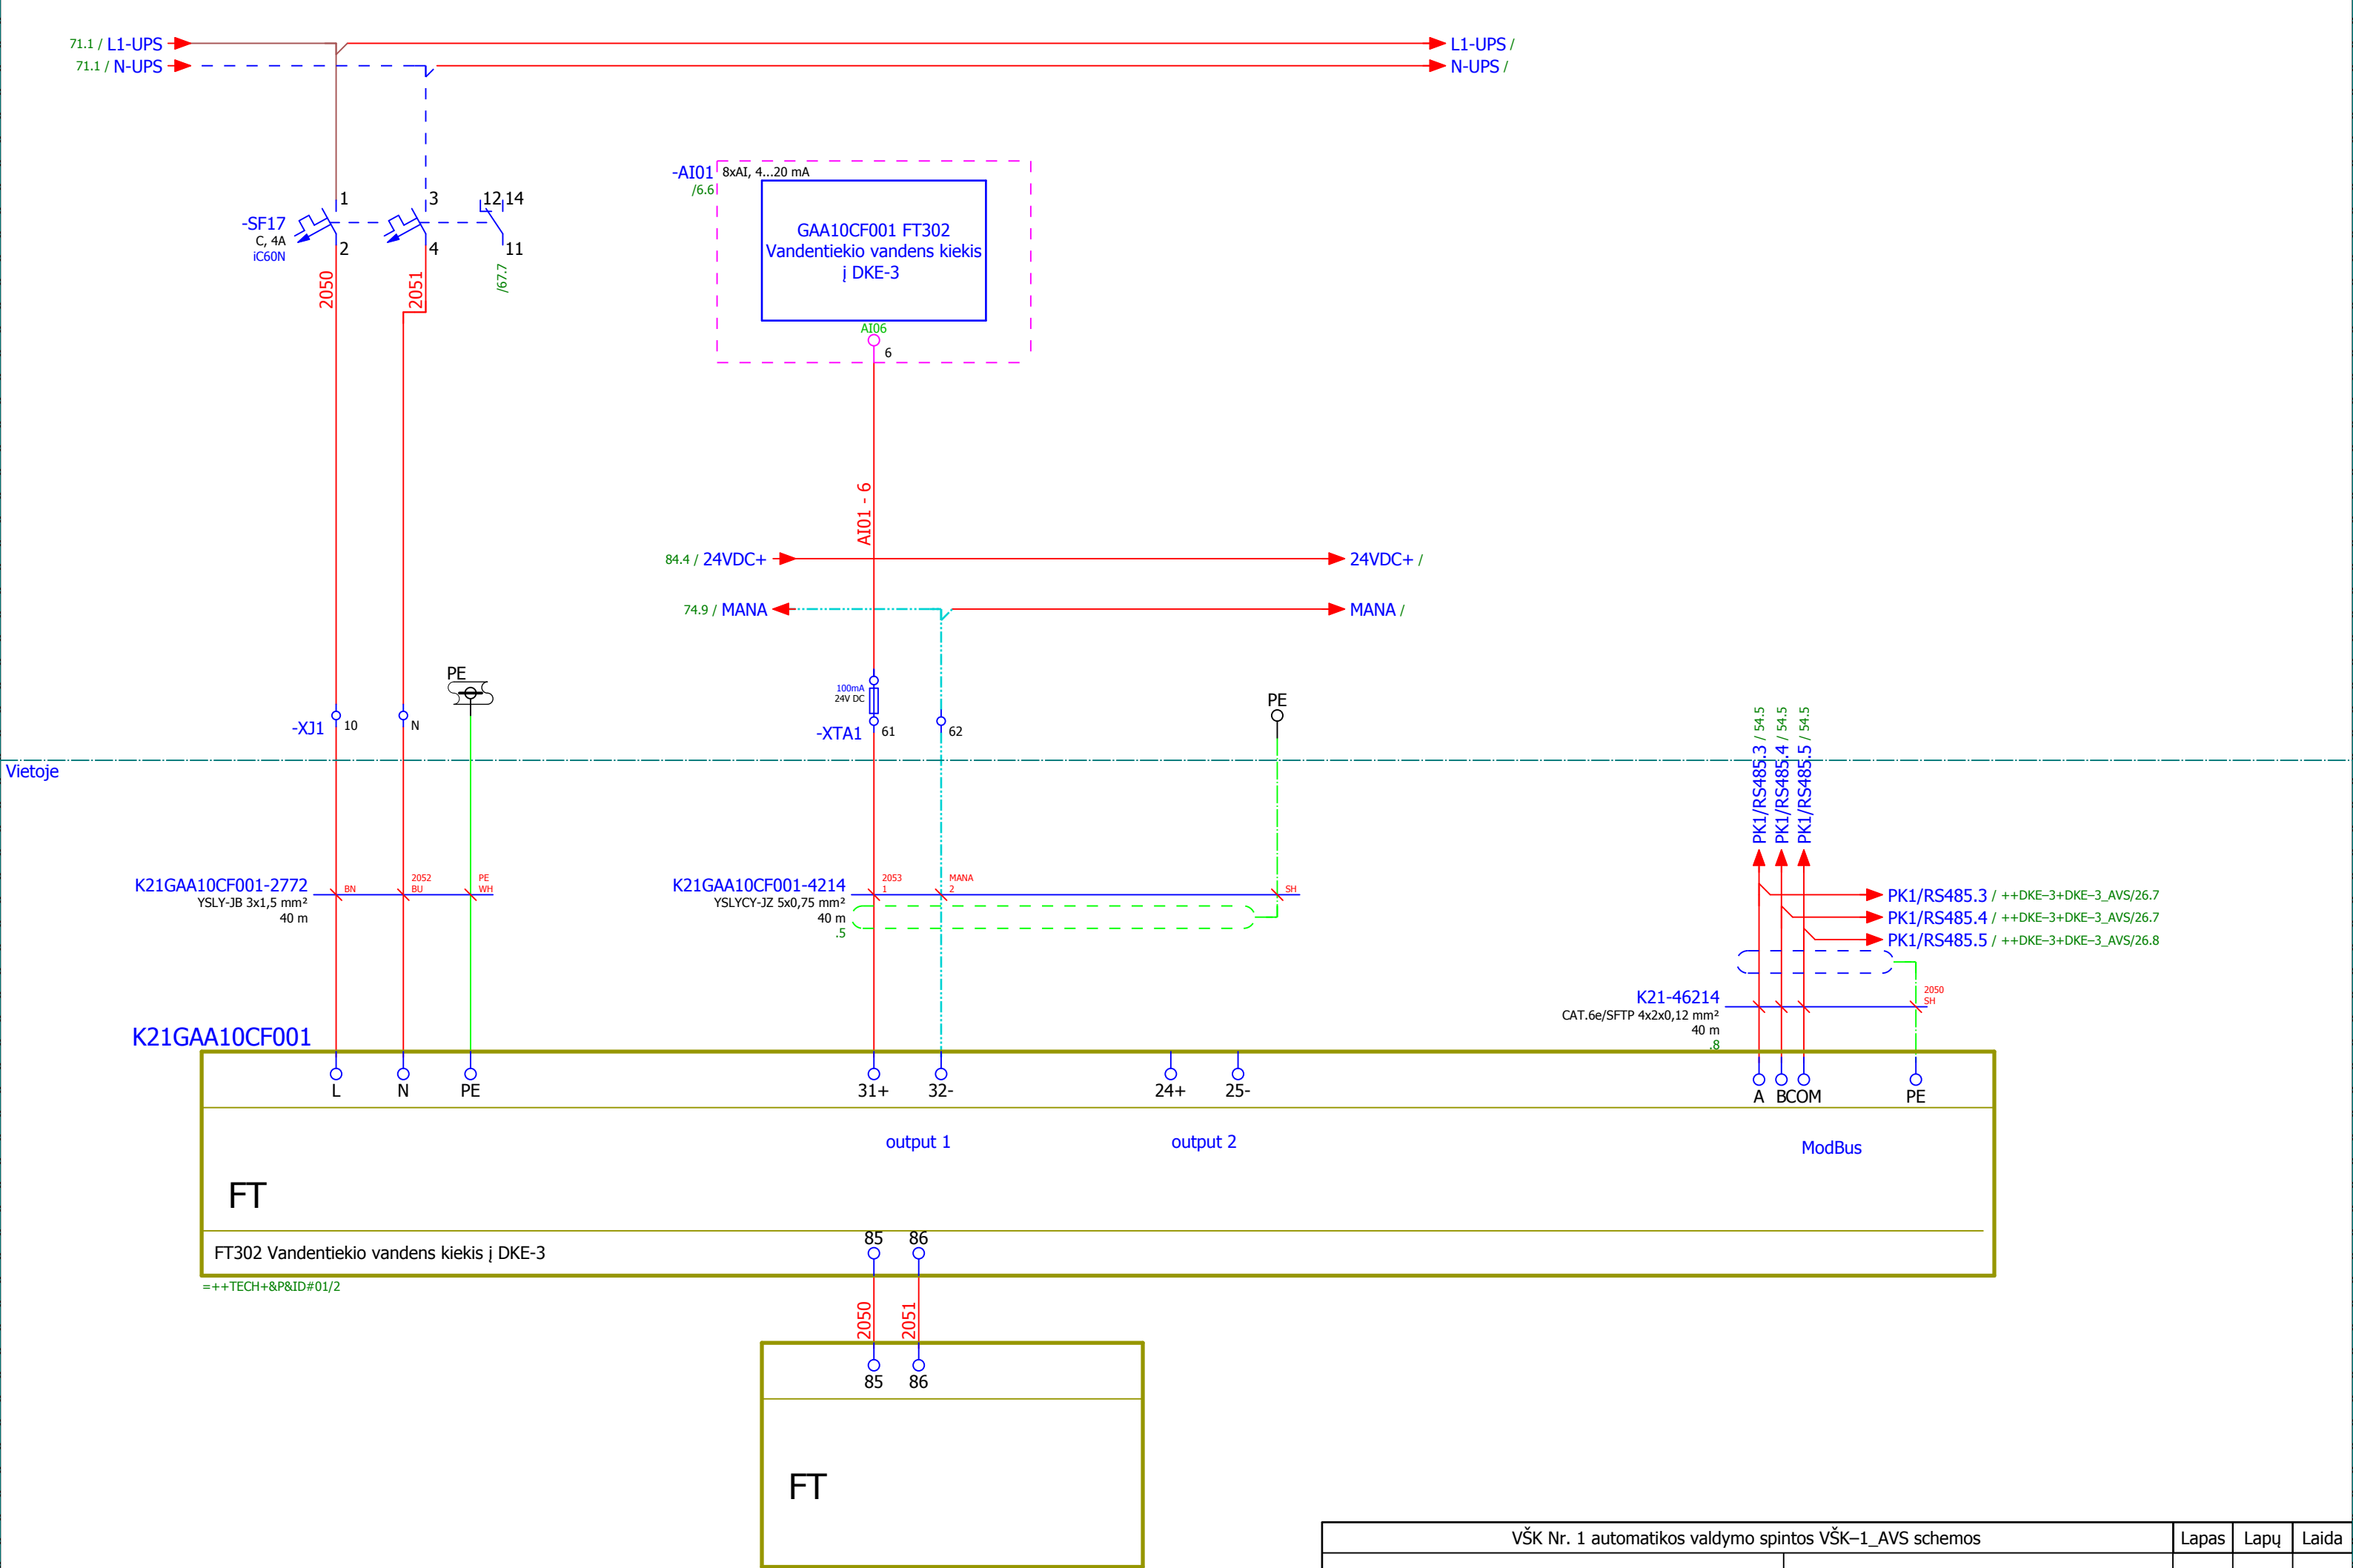 71.1 / L1-UPS
L1-UPS /
71.1 / N-UPS
N-UPS /
-AI01
8xAI, 4...20 mA
/6.6
1
3
12 14
-SF17
C, 4A
iC60N
2
4
11
GAA10CF001 FT302
Vandentiekio vandens kiekis
į DKE-3
2050
2051
/67.7
AI06
6
AI01 - 6
84.4 / 24VDC+
24VDC+ /
74.9 / MANA
MANA /
PE
100mA
24V DC
PE
-XJ1
10
N
-XTA1
61
62
PK1/RS485.3 / 54.5
PK1/RS485.4 / 54.5
PK1/RS485.5 / 54.5
Vietoje
K21GAA10CF001-2772
YSLY-JB 3x1,5 mm²
40 m
BN
2052
BU
PE
WH
K21GAA10CF001-4214
YSLYCY-JZ 5x0,75 mm²
40 m
.5
2053
1
MANA
2
SH
PK1/RS485.3 / ++DKE–3+DKE–3_AVS/26.7
PK1/RS485.4 / ++DKE–3+DKE–3_AVS/26.7
PK1/RS485.5 / ++DKE–3+DKE–3_AVS/26.8
K21-46214
CAT.6e/SFTP 4x2x0,12 mm²
40 m
.8
2050
SH
K21GAA10CF001
L
N
PE
31+
32-
24+
25-
A
B
COM
PE
output 1
output 2
ModBus
FT
85
86
FT302 Vandentiekio vandens kiekis į DKE-3
=++TECH+&P&ID#01/2
2050
2051
85
86
FT
VŠK Nr. 1 automatikos valdymo spintos VŠK–1_AVS schemos
Lapas
Lapų
Laida